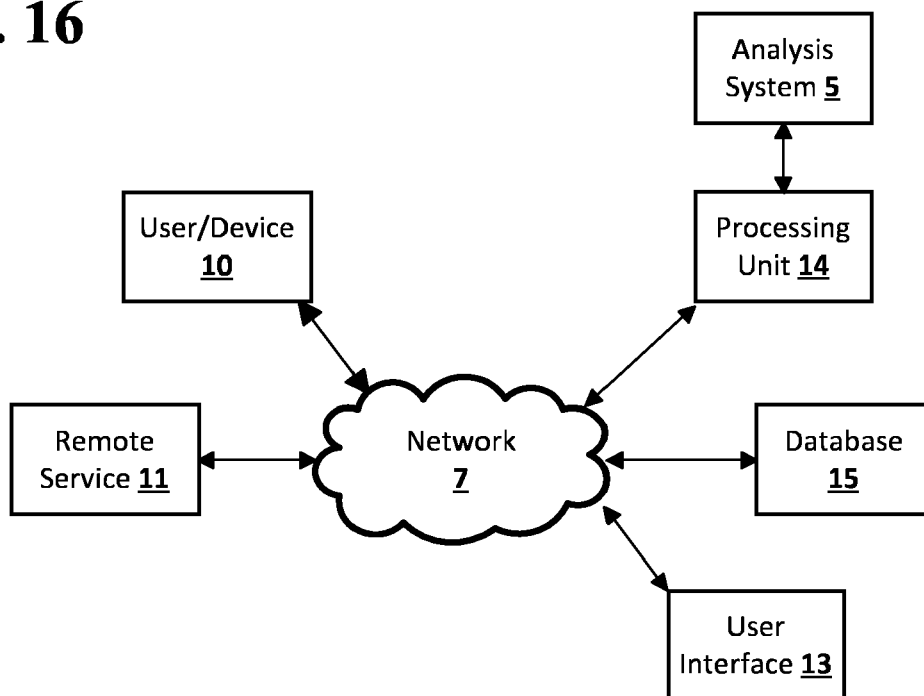 . 16
Analysis
System 5
User/Device
10
Processing
Unit 14
Remote
Service 11
Network
7
Database
15
User
Interface 13